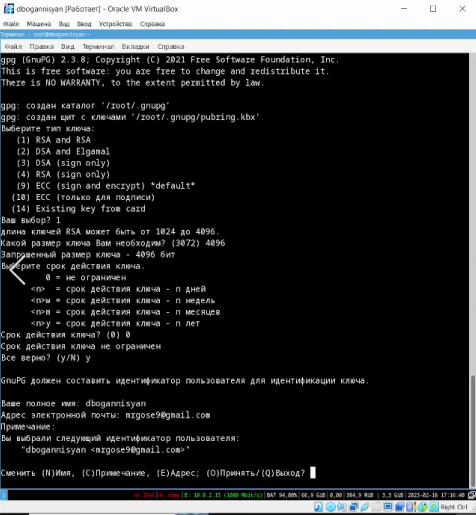 dbogannisyan [Работает] - Oracle VM VirtualBox
Файл Машина Вид Ввод Устройства Справка
Терминал - root@dbogannisyan:~
Файл Правка Вид Терминал Вкладки Справка
gpg (GnuPG) 2.3.8; Copyright (C) 2021 Free Software Foundation, Inc.
This is free software: you are free to change and redistribute it.
There is NO WARRANTY, to the extent permitted by law.
gpg: создан каталог '/root/.gnupg'
gpg: создан щит с ключами '/root/.gnupg/pubring.kbx'
Выберите тип ключа:
(1) RSA and RSA
(2) DSA and Elgamal
(3) DSA (sign only)
(4) RSA (sign only)
(9) ECC (sign and encrypt) *default*
(10) ECC (только для подписи)
(14) Existing key from card
Ваш выбор? 1
длина ключей RSA может быть от 1024 до 4096.
Какой размер ключа Вам необходим? (3072) 4096
Запрошенный размер ключа - 4096 бит
Выберите срок действия ключа.
0 = не ограничен
<n> = срок действия ключа - n дней
<n>w = срок действия ключа - n недель
<n>m = срок действия ключа - n месяцев
<n>y = срок действия ключа - n лет
Срок действия ключа? (0) 0
Срок действия ключа не ограничен
Все верно? (y/N) y
GnuPG должен составить идентификатор пользователя для идентификации ключа.
Ваше полное имя: dbogannisyan
Адрес электронной почты: mrgose9@gmail.com
Примечание:
Вы выбрали следующий идентификатор пользователя:
"dbogannisyan <mrgose9@gmail.com>"
Сменить (N)Имя, (C)Примечание, (E)Адрес; (O)Принять/(Q)Выход?
1 no IPv6 | W: down | E: 10.0.2.15 (1000 Mbit/s) | BAT 94,00% | 66,9 GiB | 0,00 | 364,9 MiB | 3,3 GiB | 2023-02-18 17:16:40
Right Ctrl